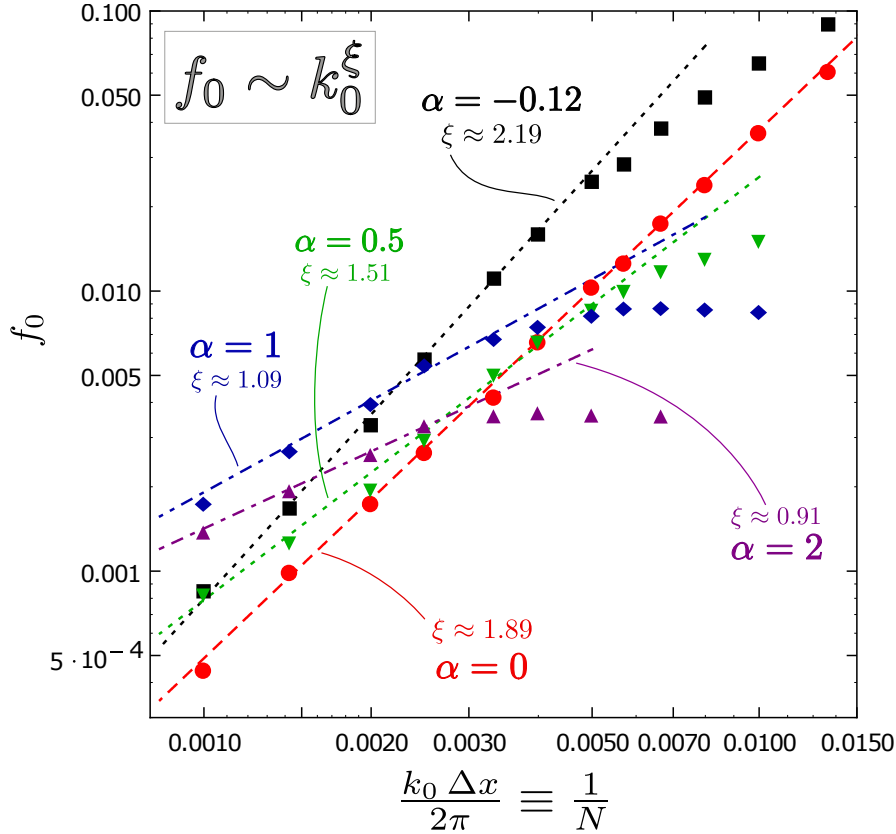 0.100
f₀ ∼ k₀^ξ
α = −0.12
ξ ≈ 2.19
0.050
α = 0.5
ξ ≈ 1.51
0.010
f₀
α = 1
ξ ≈ 1.09
0.005
ξ ≈ 0.91
α = 2
0.001
ξ ≈ 1.89
α = 0
5 · 10⁻⁴
0.0010 0.0020 0.0030 0.0050 0.0070 0.0100 0.0150
k₀ Δx / 2π ≡ 1 / N